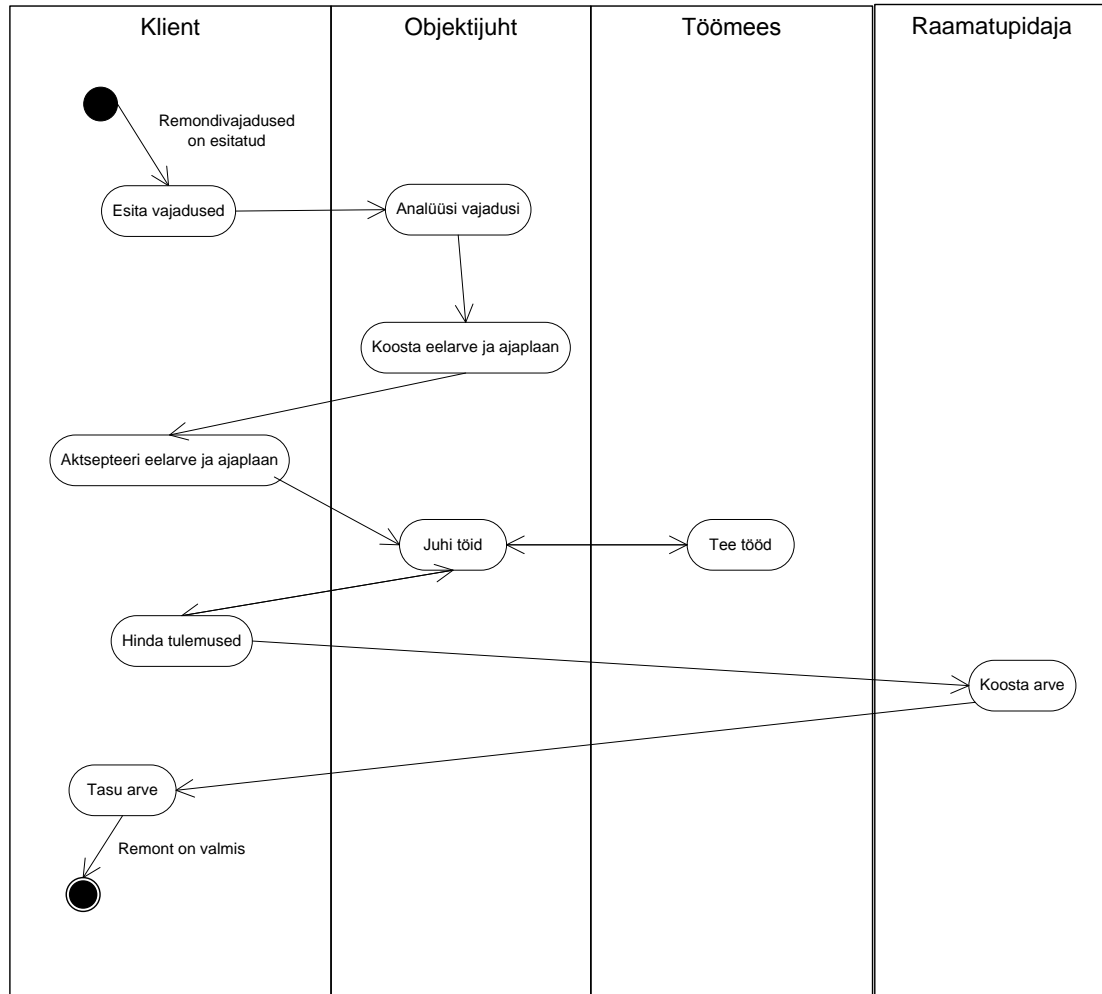 Klient
Objektijuht
Töömees
Raamatupidaja
Remondivajadused
on esitatud
Esita vajadused
Analüüsi vajadusi
Koosta eelarve ja ajaplaan
Aktsepteeri eelarve ja ajaplaan
Juhi töid
Tee tööd
Hinda tulemused
Koosta arve
Tasu arve
Remont on valmis